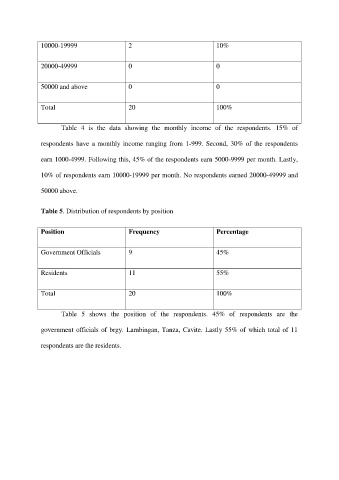 10000-19999 2 10%
20000-49999 0 0
50000 and above 0 0
Total 20 100%
Table 4 is the data showing the monthly income of the respondents. 15% of
respondents have a monthly income ranging from 1-999. Second, 30% of the respondents
earn 1000-4999. Following this, 45% of the respondents earn 5000-9999 per month. Lastly,
10% of respondents earn 10000-19999 per month. No respondents earned 20000-49999 and
50000 above.
Table 5. Distribution of respondents by position
Position Frequency Percentage
Government Officials 9 45%
Residents 11 55%
Total 20 100%
Table 5 shows the position of the respondents. 45% of respondents are the
government officials of brgy. Lambingan, Tanza, Cavite. Lastly 55% of which total of 11
respondents are the residents.